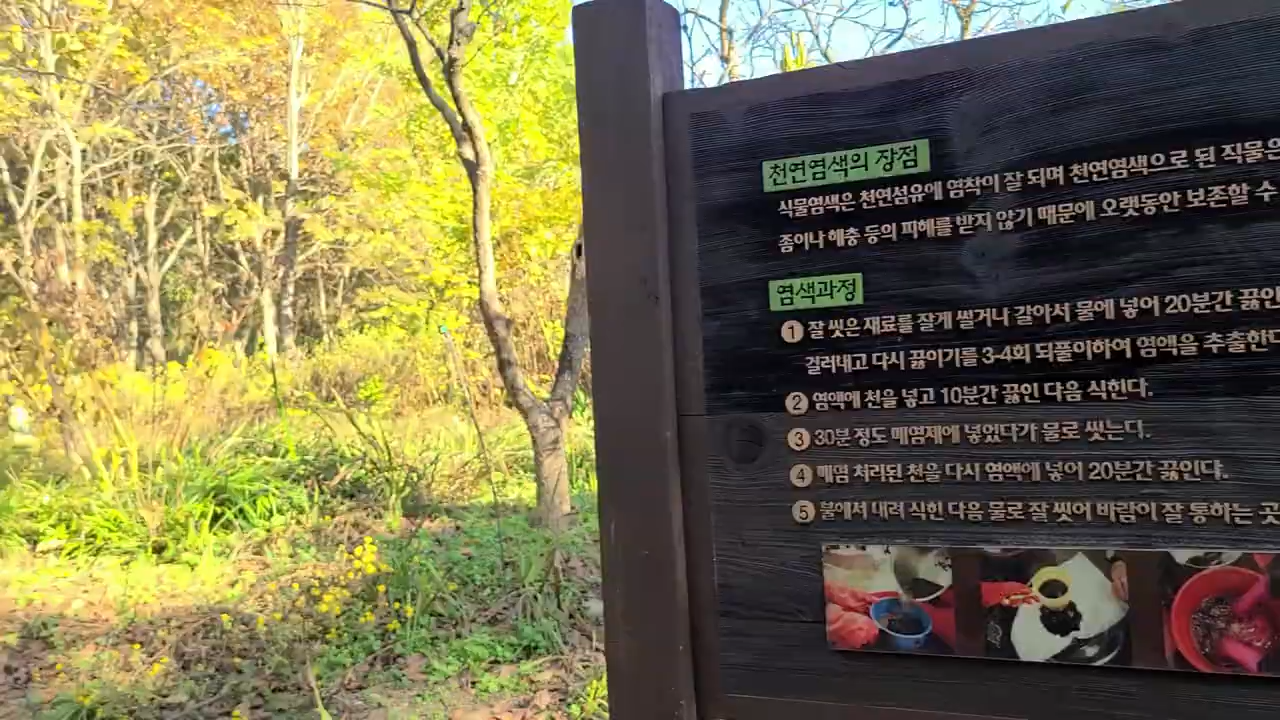 천연염색의 장점
식물염색은 천연섬유에 염착이 잘 되며 천연염색으로 된 직물은
좀이나 해충 등의 피해를 받지 않기 때문에 오랫동안 보존할 수
염색과정
1 잘 씻은 재료를 잘게 썰거나 갈아서 물에 넣어 20분간 끓인
걸러내고 다시 끓이기를 3-4회 되풀이하여 염액을 추출한다
2 염액에 천을 넣고 10분간 끓인 다음 식힌다.
3 30분 정도 매염제에 넣었다가 물로 씻는다.
4 매염 처리된 천을 다시 염액에 넣어 20분간 끓인다.
5 불에서 내려 식힌 다음 물로 잘 씻어 바람이 잘 통하는 곳